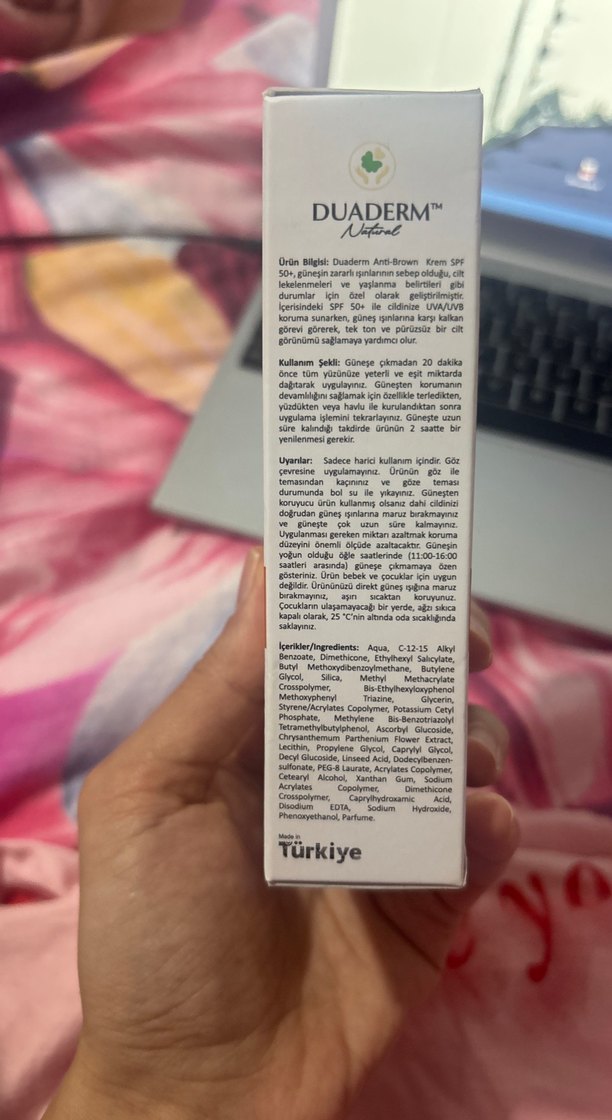 DUADERM™
Natural
Ürün Bilgisi: Duaderm Anti-Brown Krem SPF
50+, güneşin zararlı ışınlarının sebep olduğu, cilt
lekelenmeleri ve yaşlanma belirtileri gibi
durumlar için özel olarak geliştirilmiştir.
İçerisindeki SPF 50+ ile cildinize UVA/UVB
koruma sunarken, güneş ışınlarına karşı kalkan
görevi görerek, tek ton ve pürüzsüz bir cilt
görünümü sağlamaya yardımcı olur.
Kullanım Şekli: Güneşe çıkmadan 20 dakika
önce tüm yüzünüze yeterli ve eşit miktarda
dağıtarak uygulayınız. Güneşten korumanın
devamlılığını sağlamak için özellikle terledikten,
yüzdükten veya havlu ile kurulandıktan sonra
uygulama işlemini tekrarlayınız. Güneşte uzun
süre kalındığı takdirde ürünün 2 saatte bir
yenilenmesi gerekir.
Uyarılar: Sadece harici kullanım içindir. Göz
çevresine uygulamayınız. Ürünün göz ile
temasından kaçınınız ve göze teması
durumunda bol su ile yıkayınız. Güneşten
koruyucu ürün kullanmış olsanız dahi cildinizi
doğrudan güneş ışınlarına maruz bırakmayınız
ve güneşte çok uzun süre kalmayınız.
Uygulanması gereken miktarı azaltmak koruma
düzeyini önemli ölçüde azaltacaktır. Güneşin
yoğun olduğu öğle saatlerinde (11:00-16:00
saatleri arasında) güneşe çıkmamaya özen
gösteriniz. Ürün bebek ve çocuklar için uygun
değildir. Ürününüzü direkt güneş ışığına maruz
bırakmayınız, aşırı sıcaktan koruyunuz.
Çocukların ulaşamayacağı bir yerde, ağzı sıkıca
kapalı olarak, 25 °C'nin altında oda sıcaklığında
saklayınız.
İçerikler/Ingredients: Aqua, C-12-15 Alkyl
Benzoate, Dimethicone, Ethylhexyl Salicylate,
Butyl Methoxydibenzoylmethane, Butylene
Glycol, Silica, Methyl Methacrylate
Crosspolymer, Bis-Ethylhexyloxyphenol
Methoxyphenyl Triazine, Glycerin,
Styrene/Acrylates Copolymer, Potassium Cetyl
Phosphate, Methylene Bis-Benzotriazolyl
Tetramethylbutylphenol, Ascorbyl Glucoside,
Chrysanthemum Parthenium Flower Extract,
Lecithin, Propylene Glycol, Caprylyl Glycol,
Decyl Glucoside, Linseed Acid, Dodecylbenzen-
sulfonate, PEG-8 Laurate, Acrylates Copolymer,
Cetearyl Alcohol, Xanthan Gum, Sodium
Acrylates Copolymer, Dimethicone
Crosspolymer, Caprylhydroxamic Acid,
Disodium EDTA, Sodium Hydroxide,
Phenoxyethanol, Parfume.
Made in
Türkiye
yo